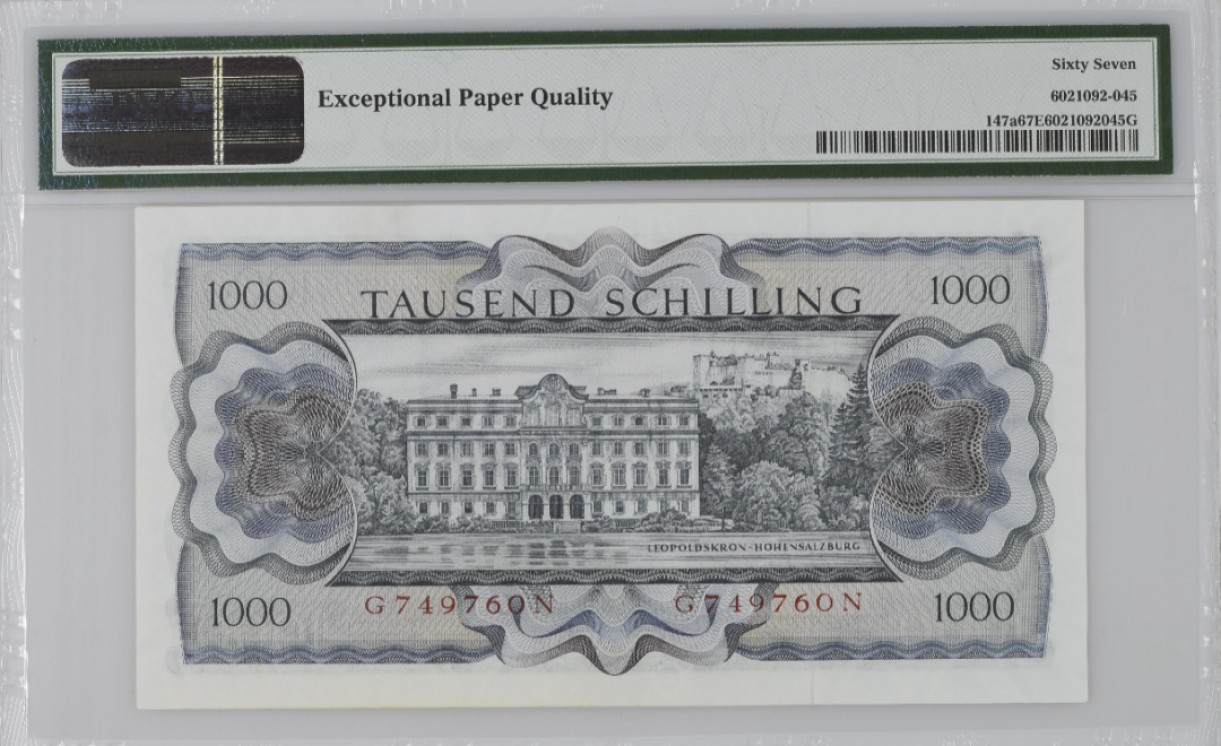 Exceptional Paper Quality
Sixty Seven
6021092-045
147a67E6021092045G
1000
TAUSEND SCHILLING
1000
LEOPOLDSKRON-HOHENSALZBURG
G749760N
G749760N
1000
1000